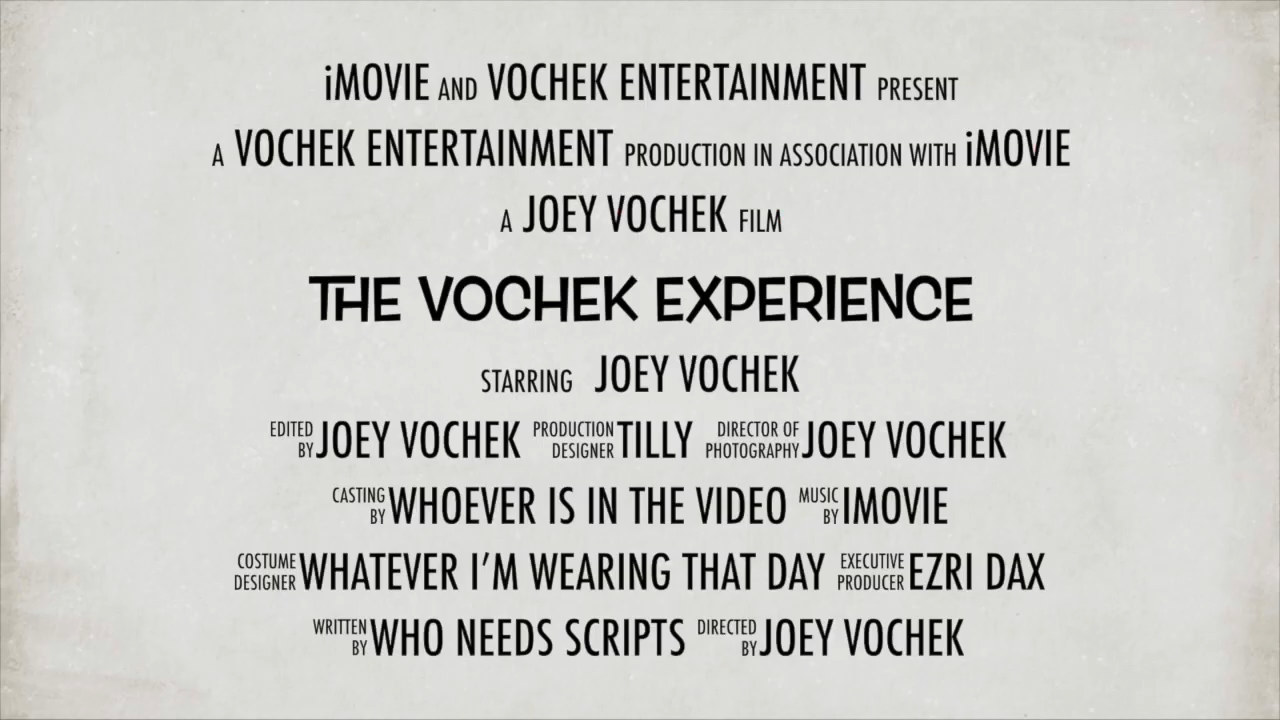 iMOVIE AND VOCHEK ENTERTAINMENT PRESENT
A VOCHEK ENTERTAINMENT PRODUCTION IN ASSOCIATION WITH iMOVIE
A JOEY VOCHEK FILM
THE VOCHEK EXPERIENCE
STARRING JOEY VOCHEK
EDITED BY JOEY VOCHEK PRODUCTION DESIGNER TILLY DIRECTOR OF PHOTOGRAPHY JOEY VOCHEK
CASTING BY WHOEVER IS IN THE VIDEO MUSIC BY IMOVIE
COSTUME DESIGNER WHATEVER I'M WEARING THAT DAY EXECUTIVE PRODUCER EZRI DAX
WRITTEN BY WHO NEEDS SCRIPTS DIRECTED BY JOEY VOCHEK